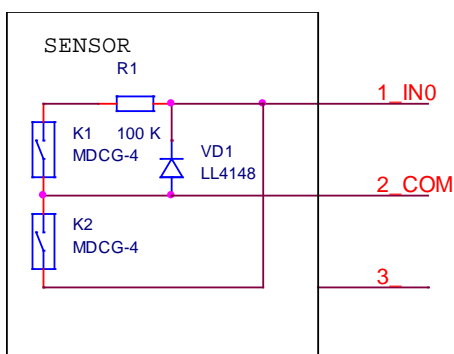 SENSOR
R1
1_IN0
K1
100 K
MDCG-4
VD1
LL4148
2_COM
K2
MDCG-4
3_